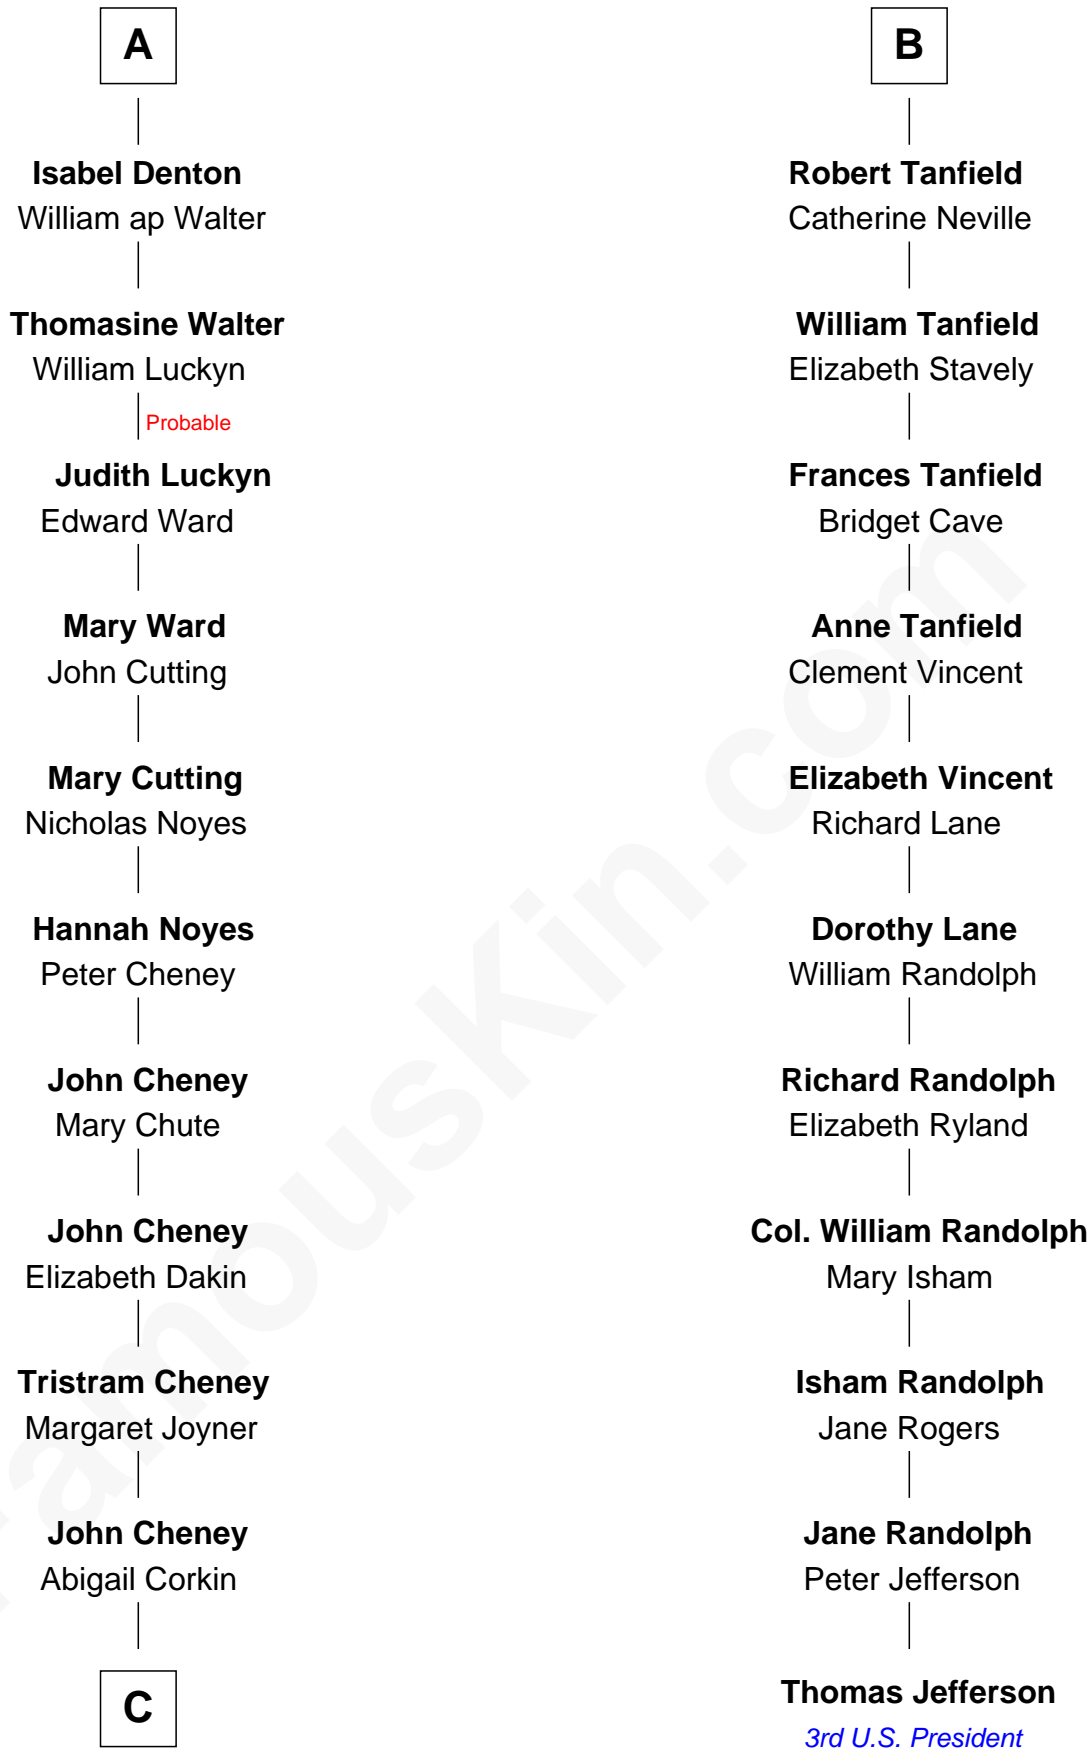 A
Isabel Denton
William ap Walter
Thomasine Walter
William Luckyn
Probable
Judith Luckyn
Edward Ward
Mary Ward
John Cutting
Mary Cutting
Nicholas Noyes
Hannah Noyes
Peter Cheney
John Cheney
Mary Chute
John Cheney
Elizabeth Dakin
Tristram Cheney
Margaret Joyner
John Cheney
Abigail Corkin
C
B
Robert Tanfield
Catherine Neville
William Tanfield
Elizabeth Stavely
Frances Tanfield
Bridget Cave
Anne Tanfield
Clement Vincent
Elizabeth Vincent
Richard Lane
Dorothy Lane
William Randolph
Richard Randolph
Elizabeth Ryland
Col. William Randolph
Mary Isham
Isham Randolph
Jane Rogers
Jane Randolph
Peter Jefferson
Thomas Jefferson
3rd U.S. President
FamousKin.com